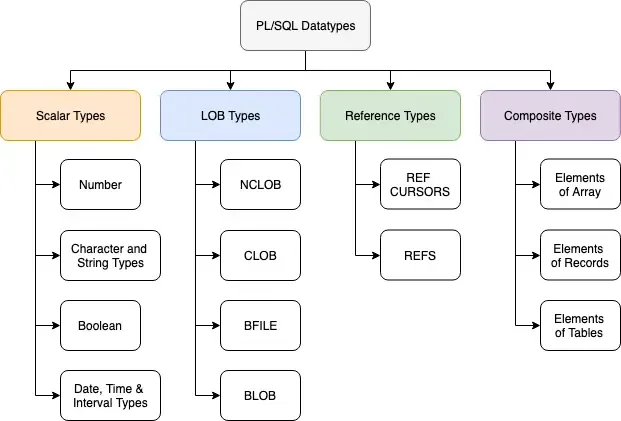 PL/SQL Datatypes
Scalar Types
LOB Types
Reference Types
Composite Types
Number
Character and
String Types
Boolean
Date, Time &
Interval Types
NCLOB
CLOB
BFILE
BLOB
REF
CURSORS
REFS
Elements
of Array
Elements
of Records
Elements
of Tables